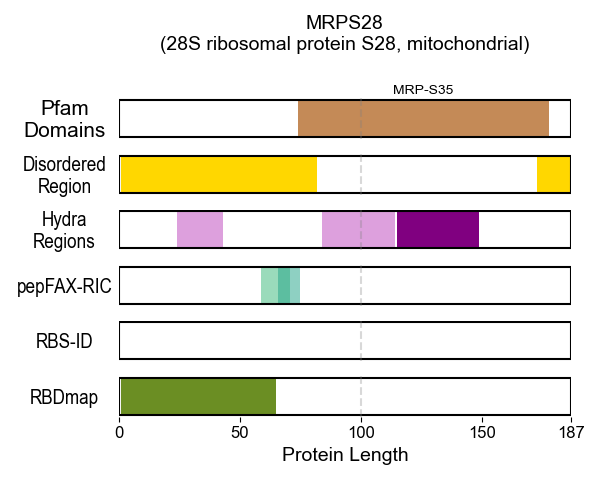 MRPS28
(28S ribosomal protein S28, mitochondrial)
MRP-S35
Pfam
Domains
Disordered
Region
Hydra
Regions
pepFAX-RIC
RBS-ID
RBDmap
0 50 100 150 187
Protein Length